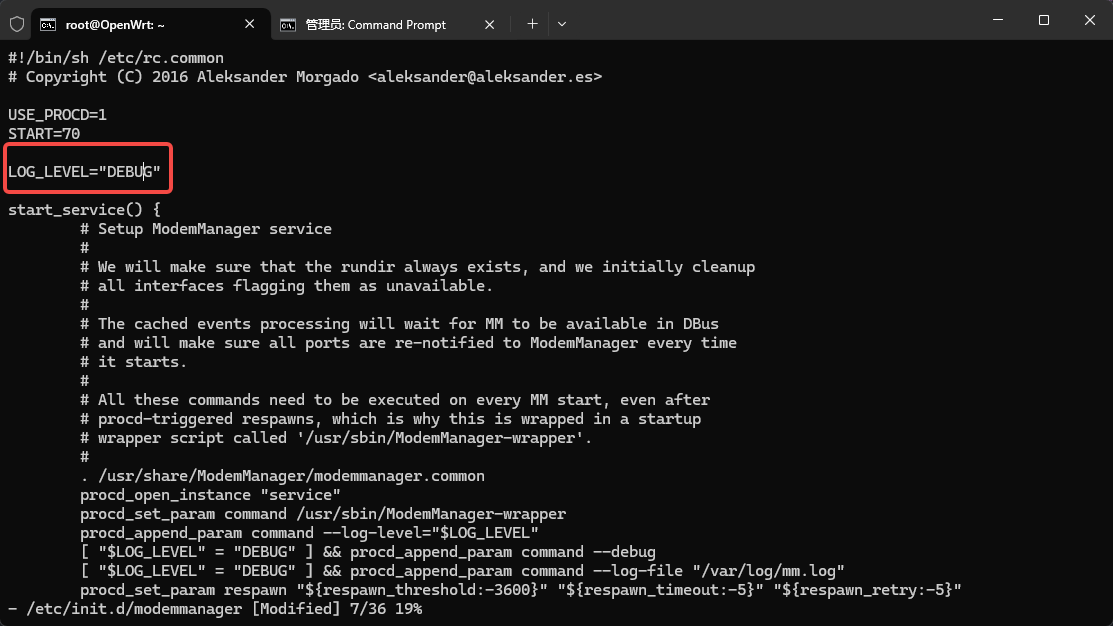 root@OpenWrt: ~
管理员: Command Prompt
#!/bin/sh /etc/rc.common
# Copyright (C) 2016 Aleksander Morgado <aleksander@aleksander.es>
USE_PROCD=1
START=70
LOG_LEVEL="DEBUG"
start_service() {
# Setup ModemManager service
#
# We will make sure that the rundir always exists, and we initially cleanup
# all interfaces flagging them as unavailable.
#
# The cached events processing will wait for MM to be available in DBus
# and will make sure all ports are re-notified to ModemManager every time
# it starts.
#
# All these commands need to be executed on every MM start, even after
# procd-triggered respawns, which is why this is wrapped in a startup
# wrapper script called '/usr/sbin/ModemManager-wrapper'.
#
. /usr/share/ModemManager/modemmanager.common
procd_open_instance "service"
procd_set_param command /usr/sbin/ModemManager-wrapper
procd_append_param command --log-level="$LOG_LEVEL"
[ "$LOG_LEVEL" = "DEBUG" ] && procd_append_param command --debug
[ "$LOG_LEVEL" = "DEBUG" ] && procd_append_param command --log-file "/var/log/mm.log"
procd_set_param respawn "${respawn_threshold:-3600}" "${respawn_timeout:-5}" "${respawn_retry:-5}"
- /etc/init.d/modemmanager [Modified] 7/36 19%